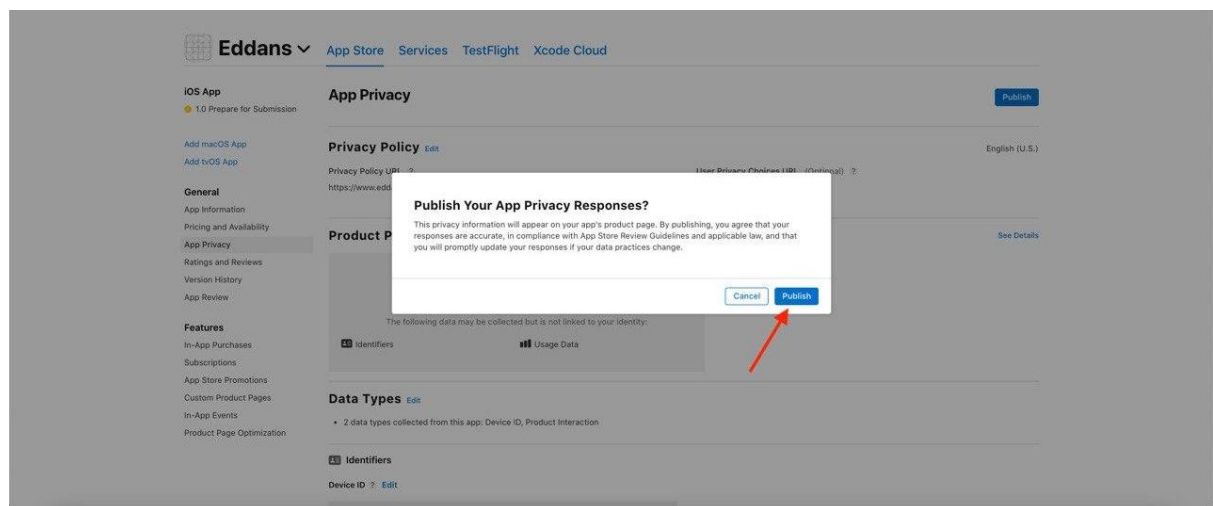 Eddans
App Store Services TestFlight Xcode Cloud
iOS App
1.0 Prepare for Submission
Add macOS App
Add tvOS App
General
App Information
Pricing and Availability
App Privacy
Ratings and Reviews
Version History
App Review
Features
In-App Purchases
Subscriptions
App Store Promotions
Custom Product Pages
In-App Events
Product Page Optimization
App Privacy
Publish
Privacy Policy Edit
English (U.S.)
Privacy Policy URL ?
User Privacy Choices URL (Optional) ?
https://www.edd
Product P
See Details
Publish Your App Privacy Responses?
This privacy information will appear on your app's product page. By publishing, you agree that your
responses are accurate, in compliance with App Store Review Guidelines and applicable law, and that
you will promptly update your responses if your data practices change.
Cancel Publish
The following data may be collected but is not linked to your identity:
Identifiers Usage Data
Data Types Edit
• 2 data types collected from this app: Device ID, Product Interaction
Identifiers
Device ID ? Edit